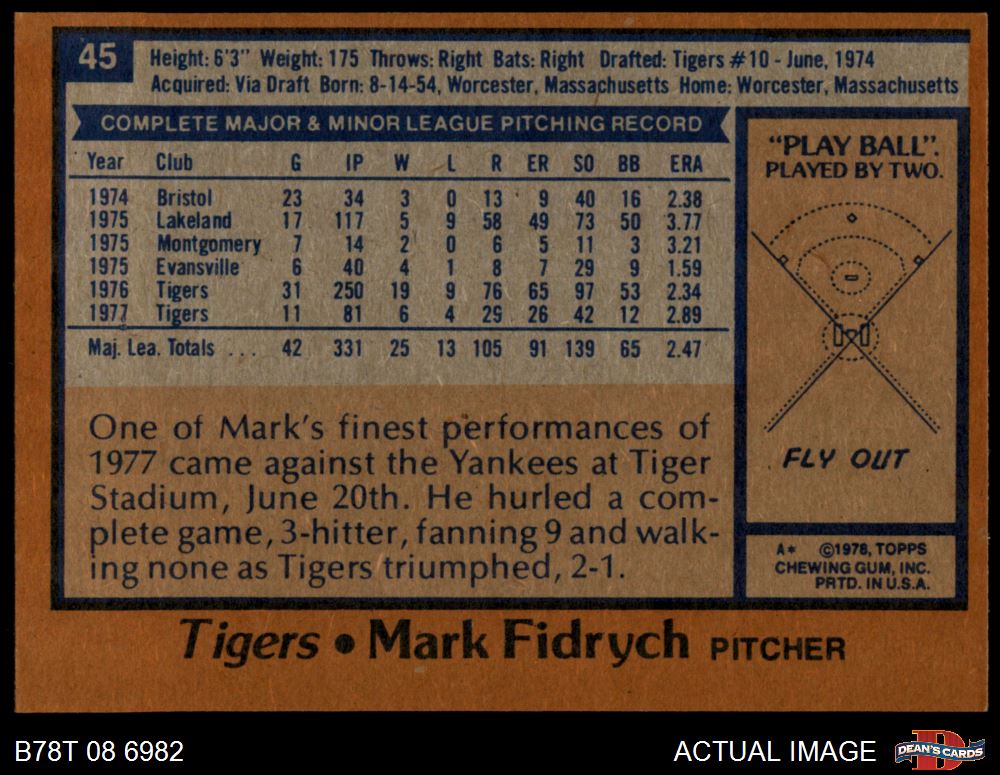 45
Height: 6'3" Weight: 175 Throws: Right Bats: Right Drafted: Tigers #10 - June, 1974
Acquired: Via Draft Born: 8-14-54, Worcester, Massachusetts Home: Worcester, Massachusetts
COMPLETE MAJOR & MINOR LEAGUE PITCHING RECORD
Year Club G IP W L R ER SO BB ERA
1974 Bristol 23 34 3 0 13 9 40 16 2.38
1975 Lakeland 17 117 5 9 58 49 73 50 3.77
1975 Montgomery 7 14 2 0 6 5 11 3 3.21
1975 Evansville 6 40 4 1 8 7 29 9 1.59
1976 Tigers 31 250 19 9 76 65 97 53 2.34
1977 Tigers 11 81 6 4 29 26 42 12 2.89
Maj. Lea. Totals ... 42 331 25 13 105 91 139 65 2.47
One of Mark's finest performances of
1977 came against the Yankees at Tiger
Stadium, June 20th. He hurled a com-
plete game, 3-hitter, fanning 9 and walk-
ing none as Tigers triumphed, 2-1.
"PLAY BALL".
PLAYED BY TWO.
FLY OUT
A* ©1978, TOPPS
CHEWING GUM, INC.
PRTD. IN U.S.A.
Tigers • Mark Fidrych PITCHER
B78T 08 6982
ACTUAL IMAGE
DEAN'S CARDS